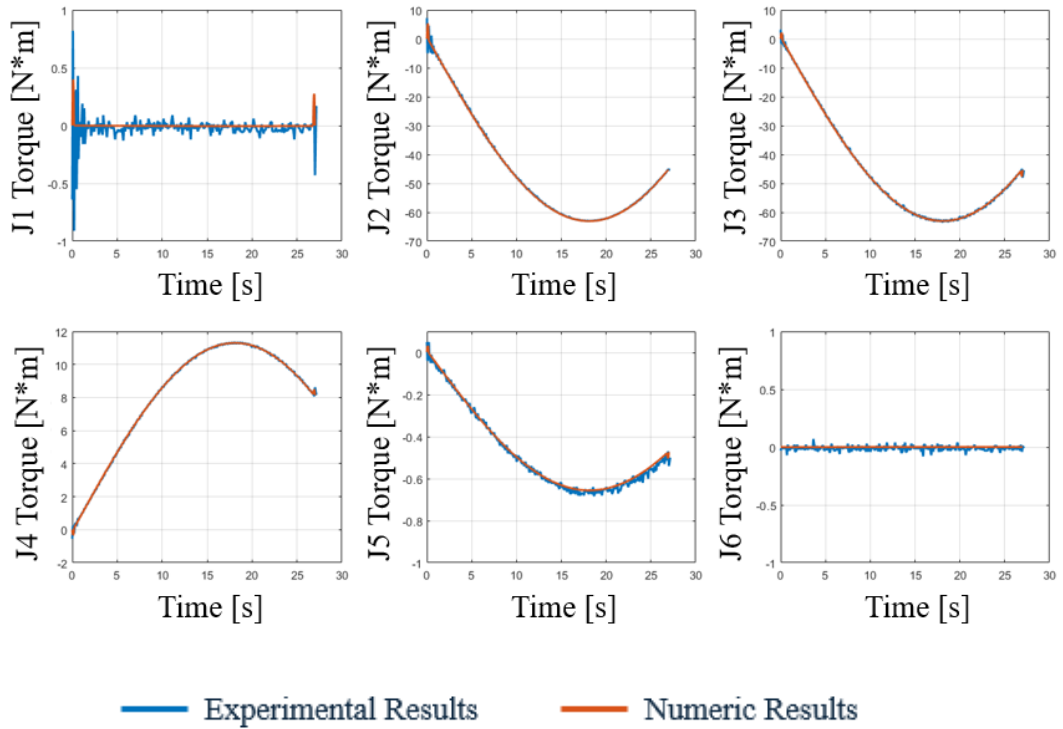 J1 Torque [N*m]
1
0.5
0
-0.5
-1
0 5 10 15 20 25 30
Time [s]
J2 Torque [N*m]
10
0
-10
-20
-30
-40
-50
-60
-70
0 5 10 15 20 25 30
Time [s]
J3 Torque [N*m]
10
0
-10
-20
-30
-40
-50
-60
-70
0 5 10 15 20 25 30
Time [s]
J4 Torque [N*m]
12
10
8
6
4
2
0
-2
0 5 10 15 20 25 30
Time [s]
J5 Torque [N*m]
0
-0.2
-0.4
-0.6
-0.8
-1
0 5 10 15 20 25 30
Time [s]
J6 Torque [N*m]
1
0.5
0
-0.5
-1
0 5 10 15 20 25 30
Time [s]
Experimental Results
Numeric Results